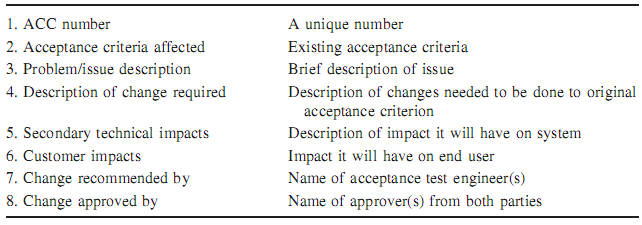 1. ACC number A unique number
2. Acceptance criteria affected Existing acceptance criteria
3. Problem/issue description Brief description of issue
4. Description of change required Description of changes needed to be done to original
acceptance criterion
5. Secondary technical impacts Description of impact it will have on system
6. Customer impacts Impact it will have on end user
7. Change recommended by Name of acceptance test engineer(s)
8. Change approved by Name of approver(s) from both parties